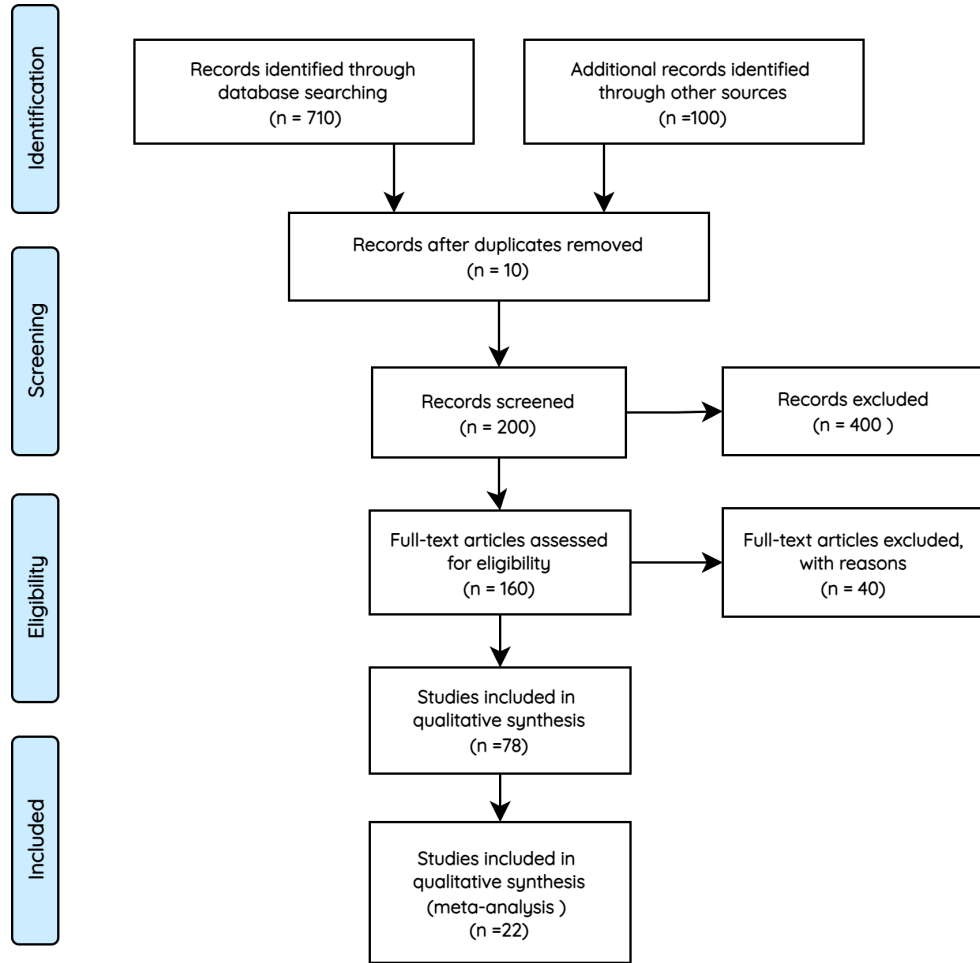 Identification
Records identified through
database searching
(n = 710)
Additional records identified
through other sources
(n =100)
Records after duplicates removed
(n = 10)
Screening
Records screened
(n = 200)
Records excluded
(n = 400 )
Eligibility
Full-text articles assessed
for eligibility
(n = 160)
Full-text articles excluded,
with reasons
(n = 40)
Studies included in
qualitative synthesis
(n =78)
Included
Studies included in
qualitative synthesis
(meta-analysis )
(n =22)